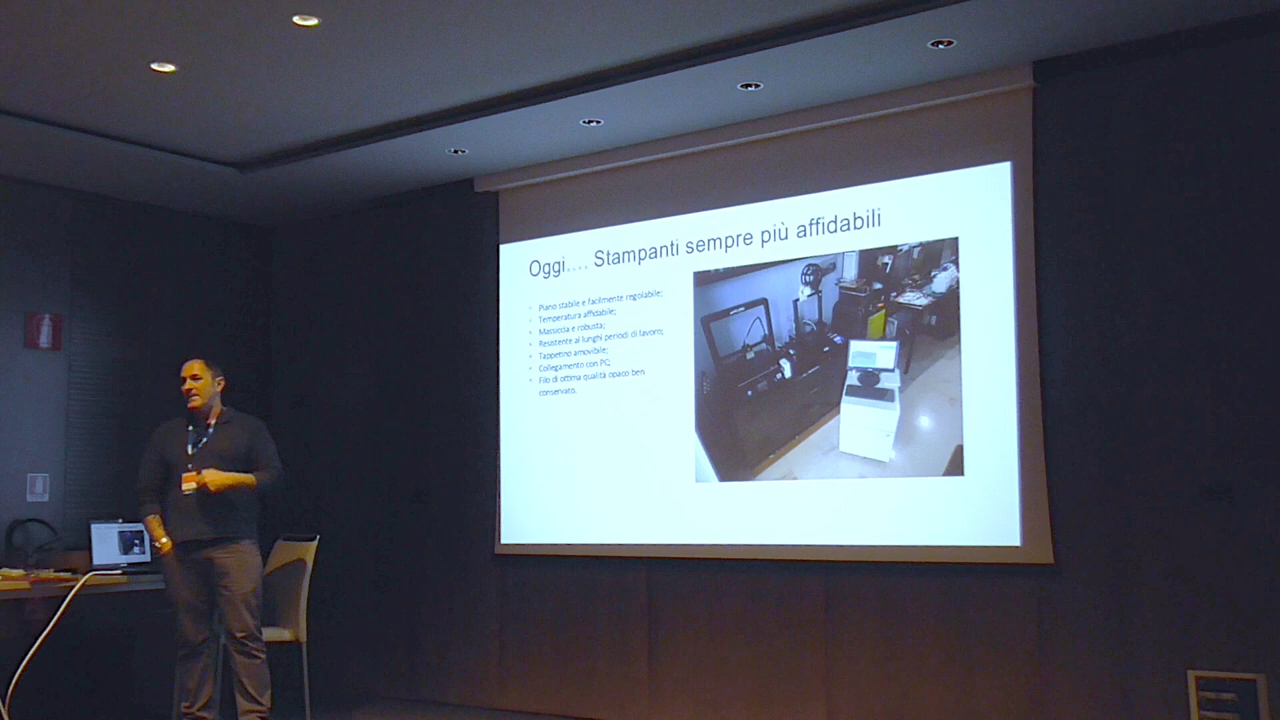 Oggi.... Stampanti sempre più affidabili
Piano stabile e facilmente regolabile;
Temperatura affidabile;
Massiccia e robusta;
Resistente ai lunghi periodi di lavoro;
Tappetino amovibile;
Collegamento con PC;
Filo di ottima qualità opaco ben
conservato.